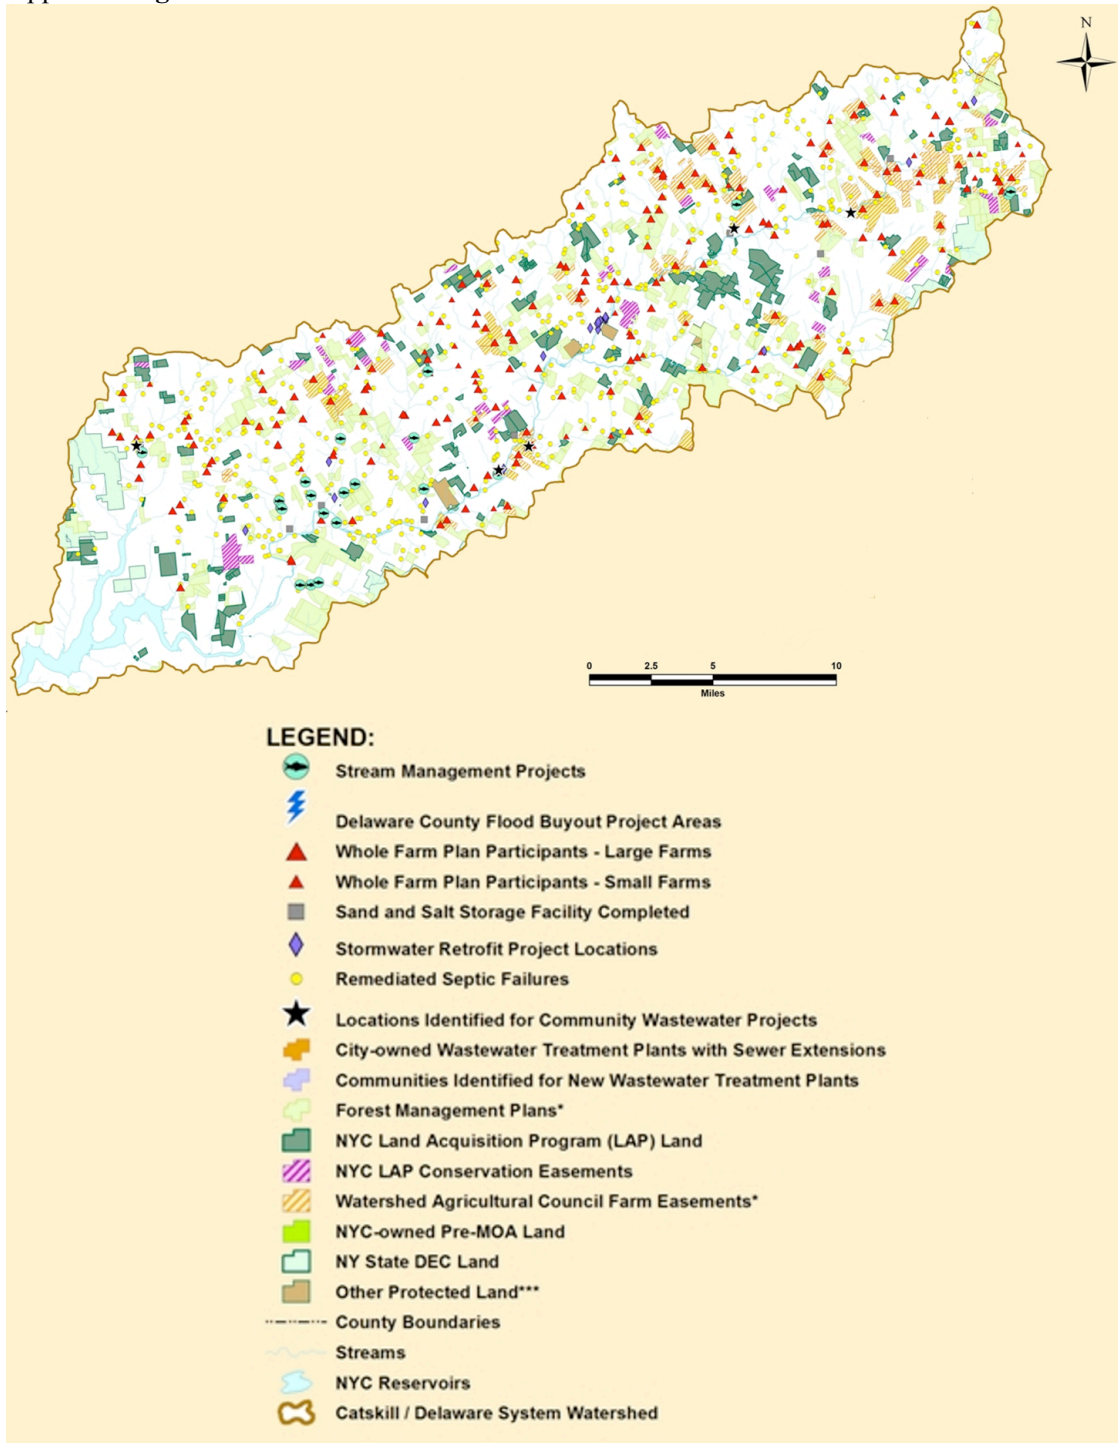 N
0 2.5 5 10
Miles
LEGEND:
Stream Management Projects
Delaware County Flood Buyout Project Areas
Whole Farm Plan Participants - Large Farms
Whole Farm Plan Participants - Small Farms
Sand and Salt Storage Facility Completed
Stormwater Retrofit Project Locations
Remediated Septic Failures
Locations Identified for Community Wastewater Projects
City-owned Wastewater Treatment Plants with Sewer Extensions
Communities Identified for New Wastewater Treatment Plants
Forest Management Plans*
NYC Land Acquisition Program (LAP) Land
NYC LAP Conservation Easements
Watershed Agricultural Council Farm Easements*
NYC-owned Pre-MOA Land
NY State DEC Land
Other Protected Land***
County Boundaries
Streams
NYC Reservoirs
Catskill / Delaware System Watershed